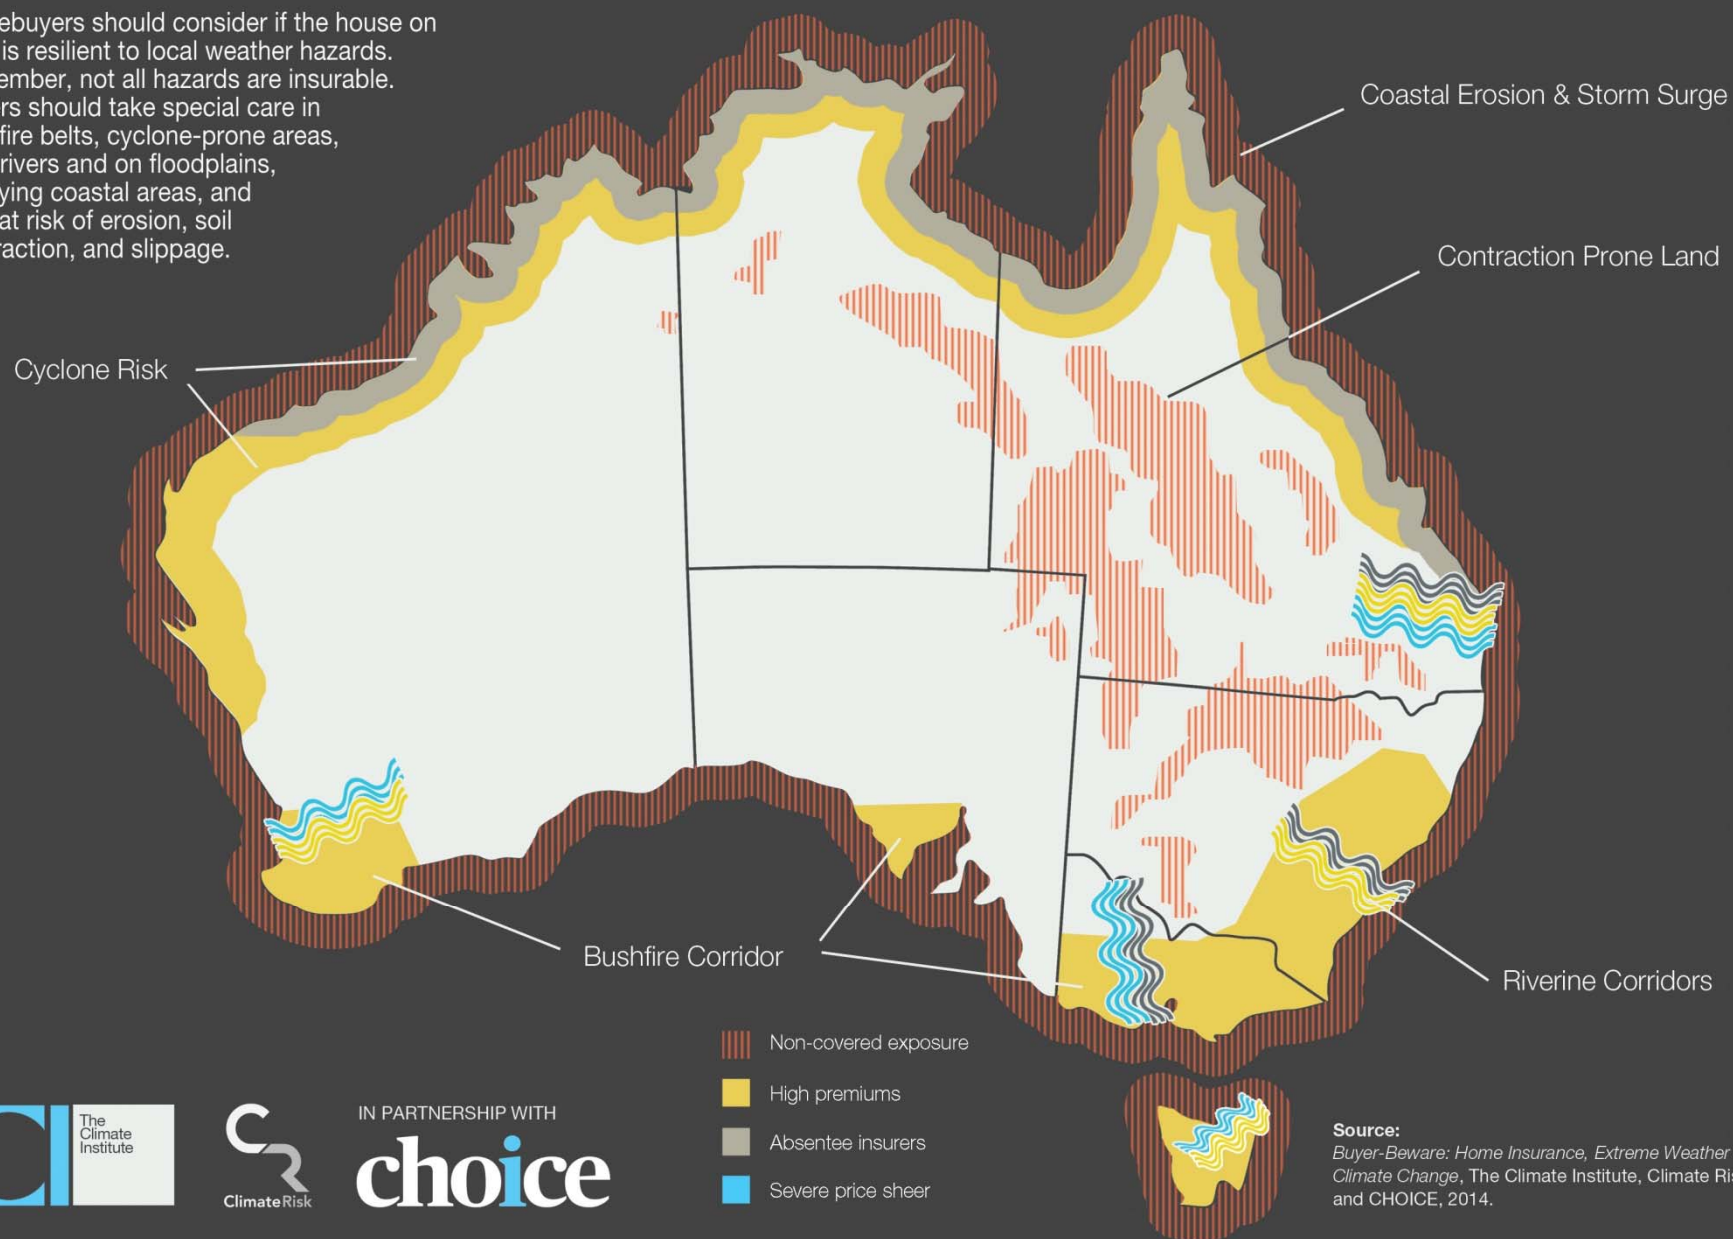 ebuyers should consider if the house on
is resilient to local weather hazards.
ember, not all hazards are insurable.
ers should take special care in
fire belts, cyclone-prone areas,
rivers and on floodplains,
ying coastal areas, and
at risk of erosion, soil
raction, and slippage.
Coastal Erosion & Storm Surge
Contraction Prone Land
Cyclone Risk
Bushfire Corridor
Riverine Corridors
Non-covered exposure
High premiums
Absentee insurers
Severe price sheer
The
Climate
Institute
CR
ClimateRisk
IN PARTNERSHIP WITH
choice
Source:
Buyer-Beware: Home Insurance, Extreme Weather
Climate Change, The Climate Institute, Climate Ris
and CHOICE, 2014.